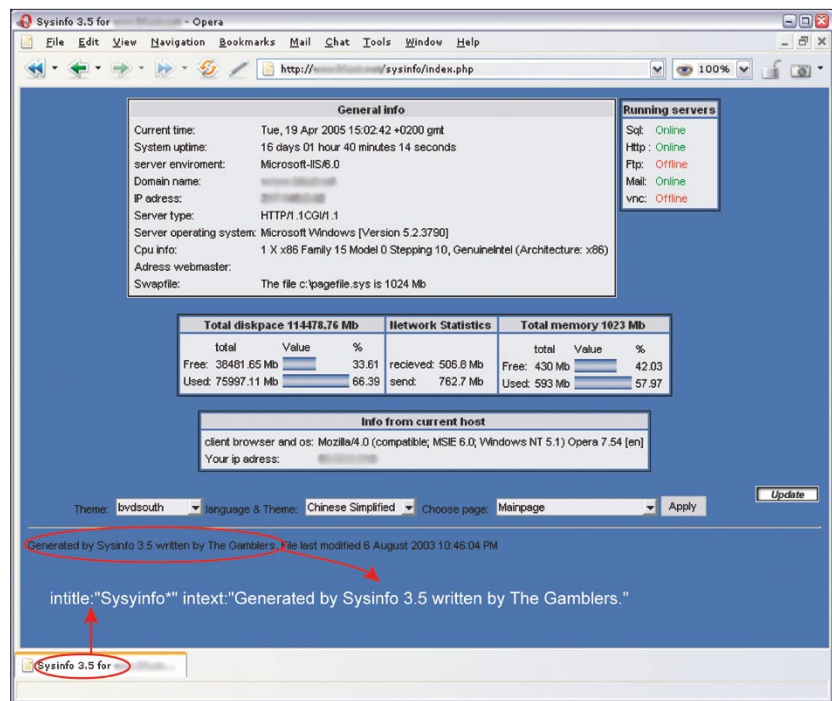 Sysinfo 3.5 for - Opera
File Edit View Navigation Bookmarks Mail Chat Tools Window Help
http:// /sysinfo/index.php 100%
General info
Current time: Tue, 19 Apr 2005 15:02:42 +0200 gmt
System uptime: 16 days 01 hour 40 minutes 14 seconds
server enviroment: Microsoft-IIS/6.0
Domain name:
IP adress:
Server type: HTTP/1.1CGI/1.1
Server operating system: Microsoft Windows [Version 5.2.3790]
Cpu info: 1 X x86 Family 15 Model 0 Stepping 10, GenuineIntel (Architecture: x86)
Adress webmaster:
Swapfile: The file c:\pagefile.sys is 1024 Mb
Running servers
Sql: Online
Http : Online
Ftp: Offline
Mail: Online
vnc: Offline
Total diskpace 114478.76 Mb
total Value %
Free: 38481.65 Mb 33.61
Used: 75997.11 Mb 66.39
Network Statistics
recieved: 506.8 Mb
send: 762.7 Mb
Total memory 1023 Mb
total Value %
Free: 430 Mb 42.03
Used: 593 Mb 57.97
Info from current host
client browser and os: Mozilla/4.0 (compatible; MSIE 6.0; Windows NT 5.1) Opera 7.54 [en]
Your ip adress:
Update
Theme: bvdsouth language & Theme: Chinese Simplified Choose page: Mainpage Apply
Generated by Sysinfo 3.5 written by The Gamblers. File last modified 6 August 2003 10:46:04 PM
intitle:"Sysyinfo*" intext:"Generated by Sysinfo 3.5 written by The Gamblers."
Sysinfo 3.5 for